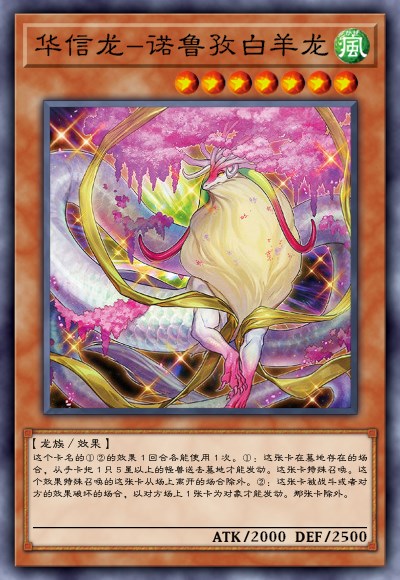 华信龙-诺鲁孜白羊龙
風
【龙族／效果】
这个卡名的①②的效果1回合各能使用1次。①：这张卡在墓地存在的场
合，从手卡把1只5星以上的怪兽送去墓地才能发动。这张卡特殊召唤。这
个效果特殊召唤的这张卡从场上离开的场合除外。②：这张卡被战斗或者对
方的效果破坏的场合，以对方场上1张卡为对象才能发动。那张卡除外。
ATK/2000 DEF/2500